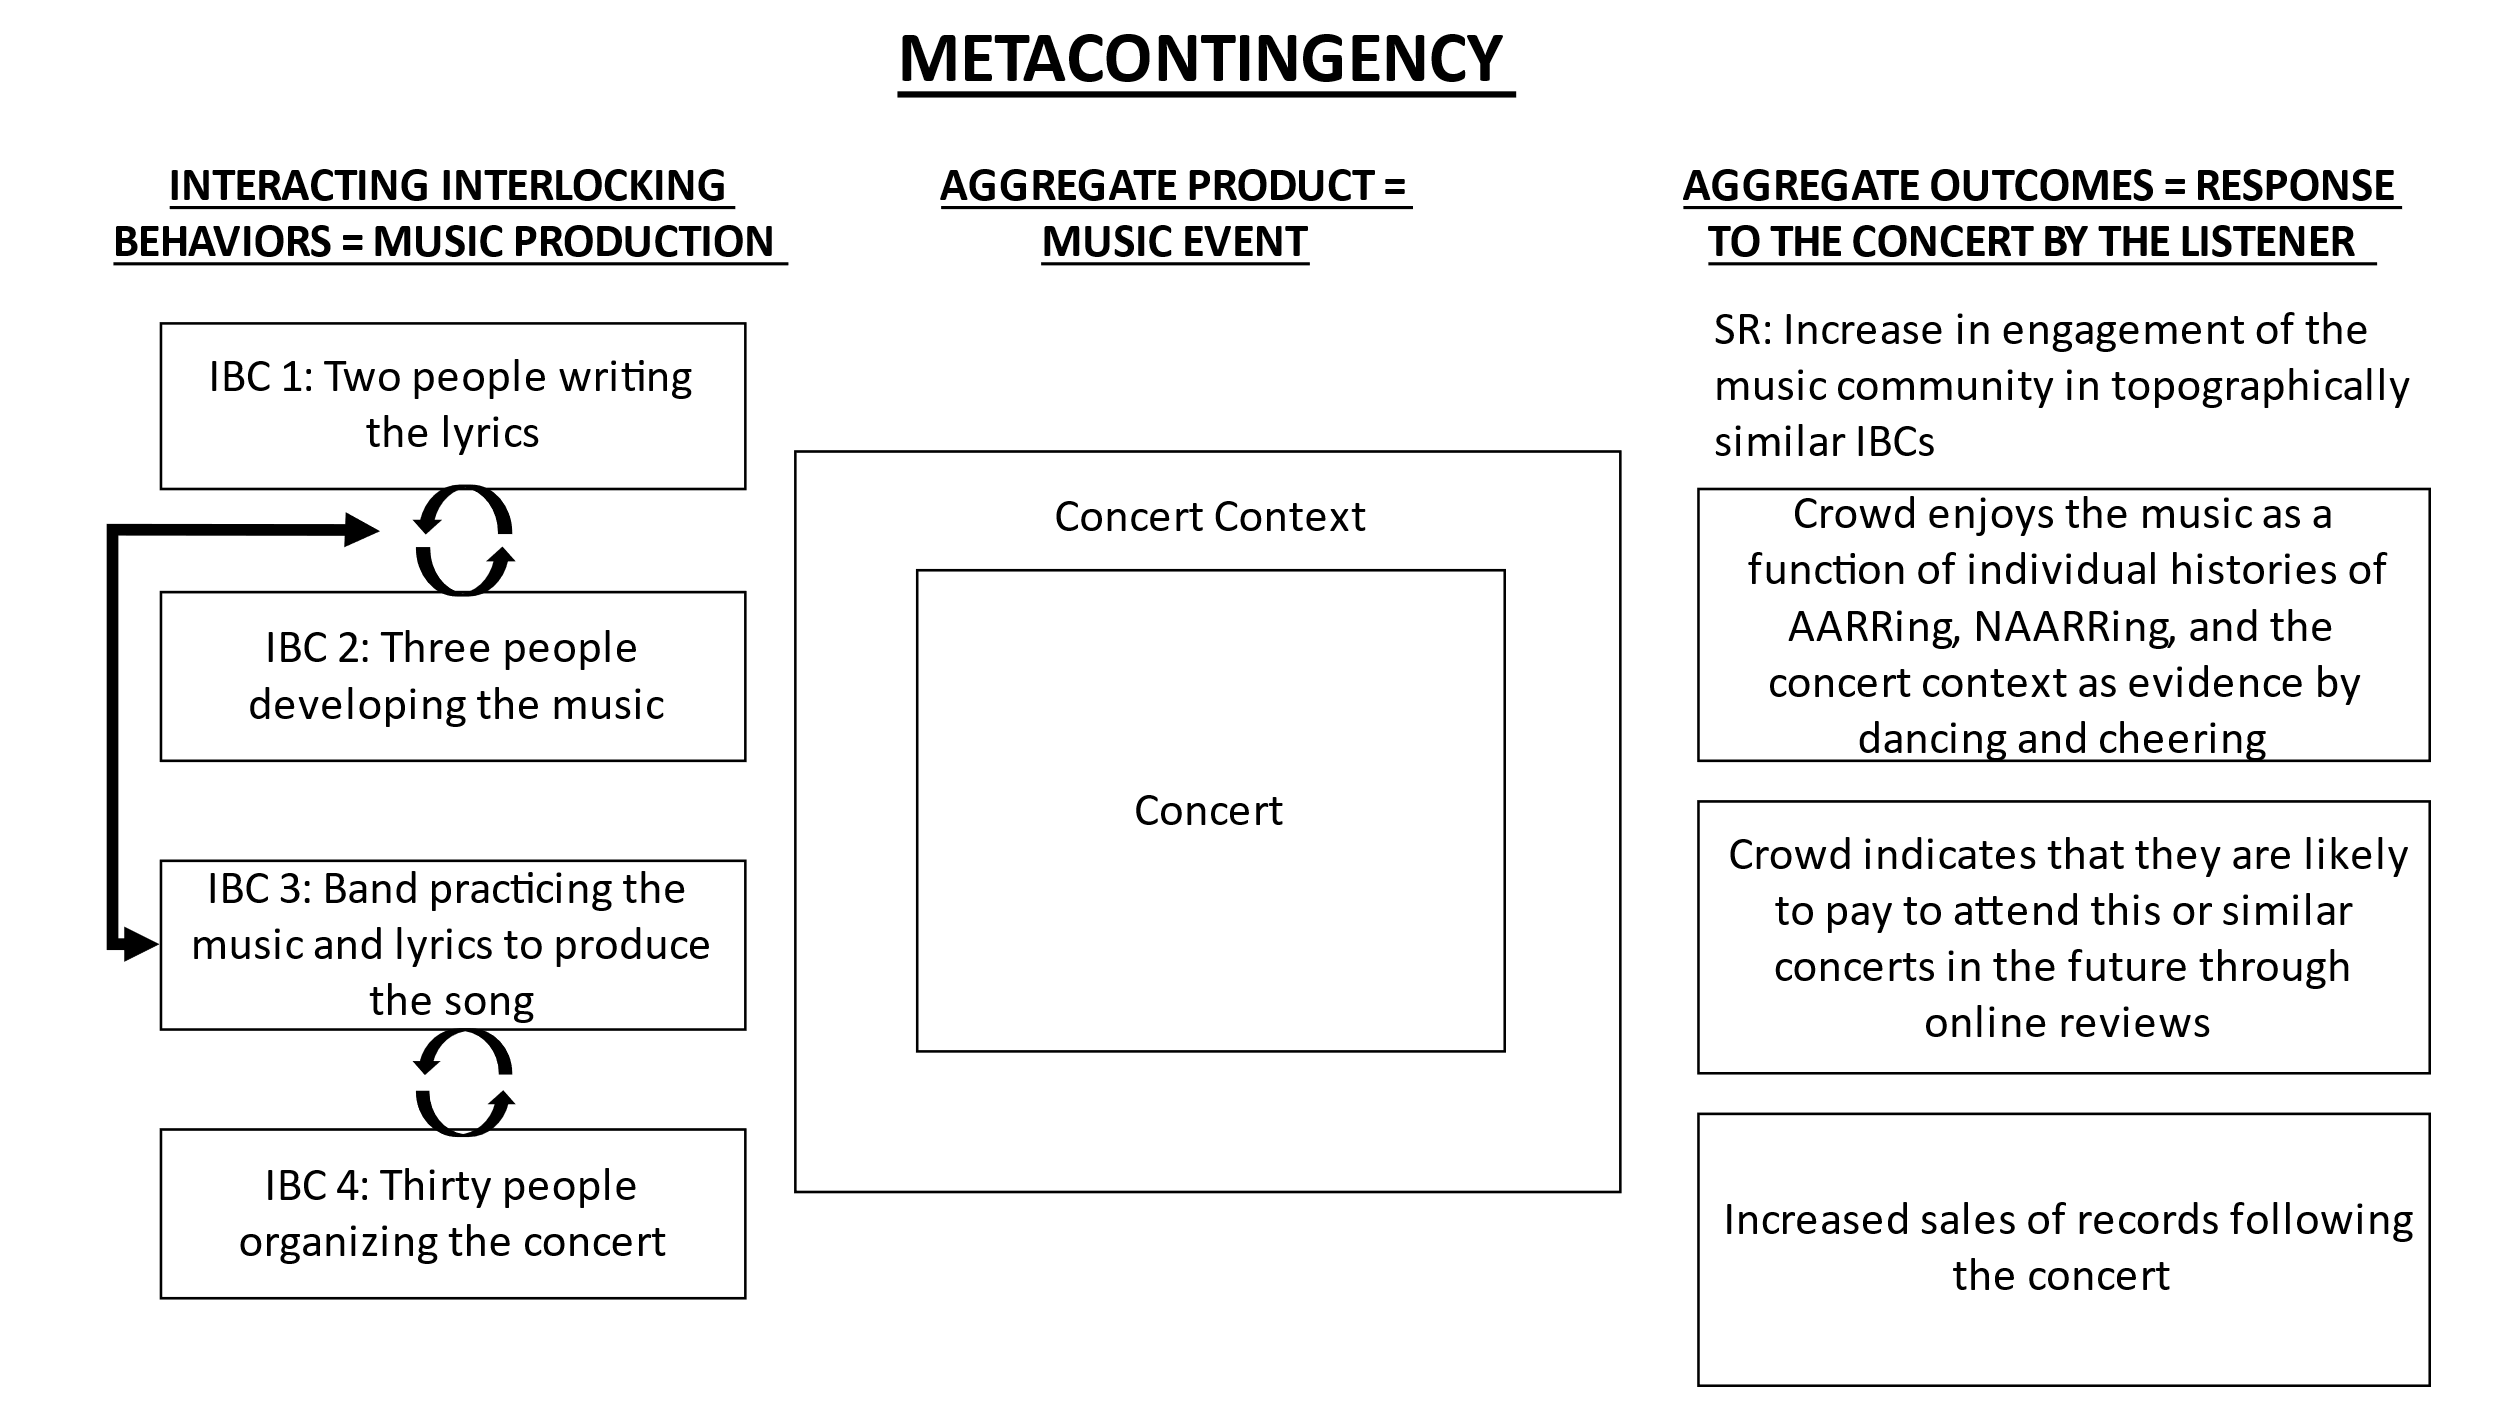 METACONTINGENCY
INTERACTING INTERLOCKING
BEHAVIORS = MUSIC PRODUCTION
AGGREGATE PRODUCT =
MUSIC EVENT
AGGREGATE OUTCOMES = RESPONSE
TO THE CONCERT BY THE LISTENER
IBC 1: Two people writing
the lyrics
IBC 2: Three people
developing the music
IBC 3: Band practicing the
music and lyrics to produce
the song
IBC 4: Thirty people
organizing the concert
Concert Context
Concert
SR: Increase in engagement of the
music community in topographically
similar IBCs
Crowd enjoys the music as a
function of individual histories of
AARRing, NAARRing, and the
concert context as evidence by
dancing and cheering
Crowd indicates that they are likely
to pay to attend this or similar
concerts in the future through
online reviews
Increased sales of records following
the concert